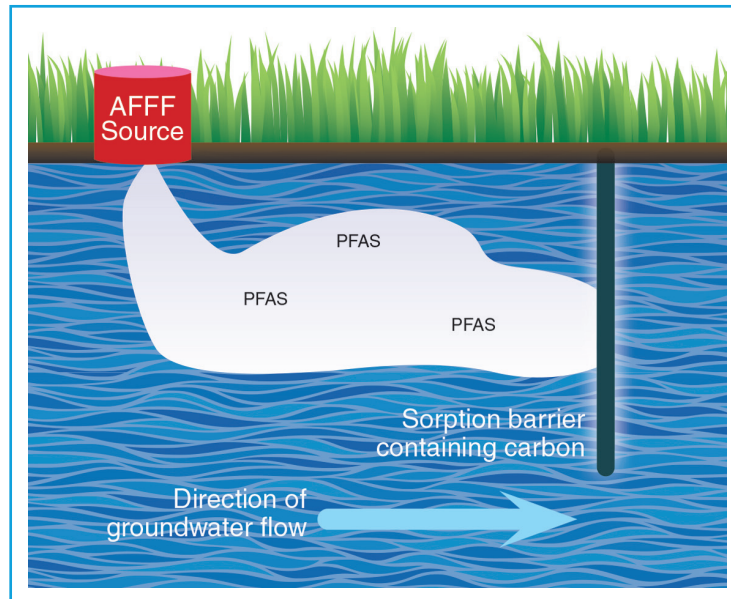 AFFF
Source
PFAS
PFAS
PFAS
Sorption barrier
containing carbon
Direction of
groundwater flow